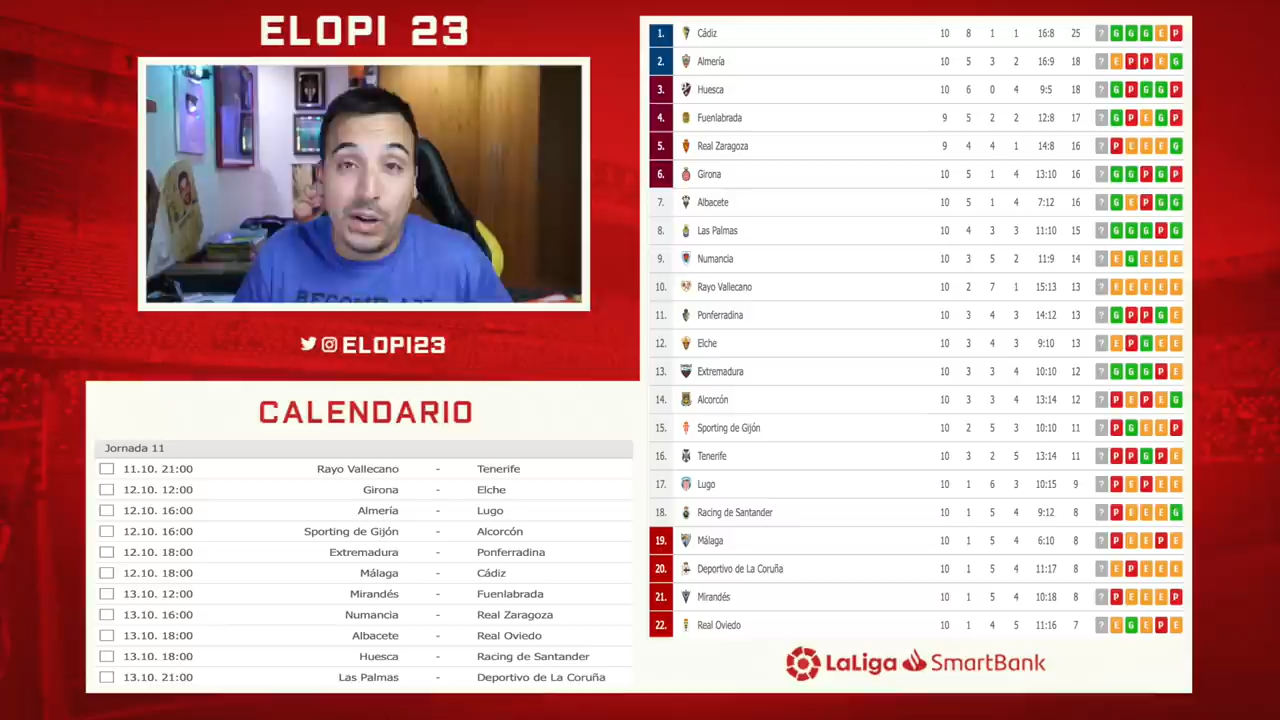 ELOPI 23
ELOPI23
CALENDARIO
Jornada 11
11.10. 21:00 Rayo Vallecano - Tenerife
12.10. 12:00 Girona - Elche
12.10. 16:00 Almería - Lugo
12.10. 16:00 Sporting de Gijón - Alcorcón
12.10. 18:00 Extremadura - Ponferradina
12.10. 18:00 Málaga - Cádiz
13.10. 12:00 Mirandés - Fuenlabrada
13.10. 16:00 Numancia - Real Zaragoza
13.10. 18:00 Albacete - Real Oviedo
13.10. 18:00 Huesca - Racing de Santander
13.10. 21:00 Las Palmas - Deportivo de La Coruña
1. Cádiz 10 8 1 1 16:8 25 ? G G G E P
2. Almería 10 5 3 2 16:9 18 ? E P P E G
3. Huesca 10 6 0 4 9:5 18 ? G P G G P
4. Fuenlabrada 9 5 2 2 12:8 17 ? G P E G P
5. Real Zaragoza 9 4 4 1 14:8 16 ? P E E E G
6. Girona 10 5 1 4 13:10 16 ? G G P G P
7. Albacete 10 5 1 4 7:12 16 ? G E P G G
8. Las Palmas 10 4 3 3 11:10 15 ? G G G P G
9. Numancia 10 3 5 2 11:9 14 ? E G E E E
10. Rayo Vallecano 10 2 7 1 15:13 13 ? E E E E E
11. Ponferradina 10 3 4 3 14:12 13 ? G P P G E
12. Elche 10 3 4 3 9:10 13 ? E P G E E
13. Extremadura 10 3 3 4 10:10 12 ? G G G P E
14. Alcorcón 10 3 3 4 13:14 12 ? P E P E G
15. Sporting de Gijón 10 2 5 3 10:10 11 ? P G E E P
16. Tenerife 10 3 2 5 13:14 11 ? P P G P E
17. Lugo 10 1 6 3 10:15 9 ? P E P E E
18. Racing de Santander 10 1 5 4 9:12 8 ? P E E E G
19. Málaga 10 1 5 4 6:10 8 ? P E E P E
20. Deportivo de La Coruña 10 1 5 4 11:17 8 ? E P E E E
21. Mirandés 10 1 5 4 10:18 8 ? P E E E P
22. Real Oviedo 10 1 4 5 11:16 7 ? E G E P E
LaLiga SmartBank